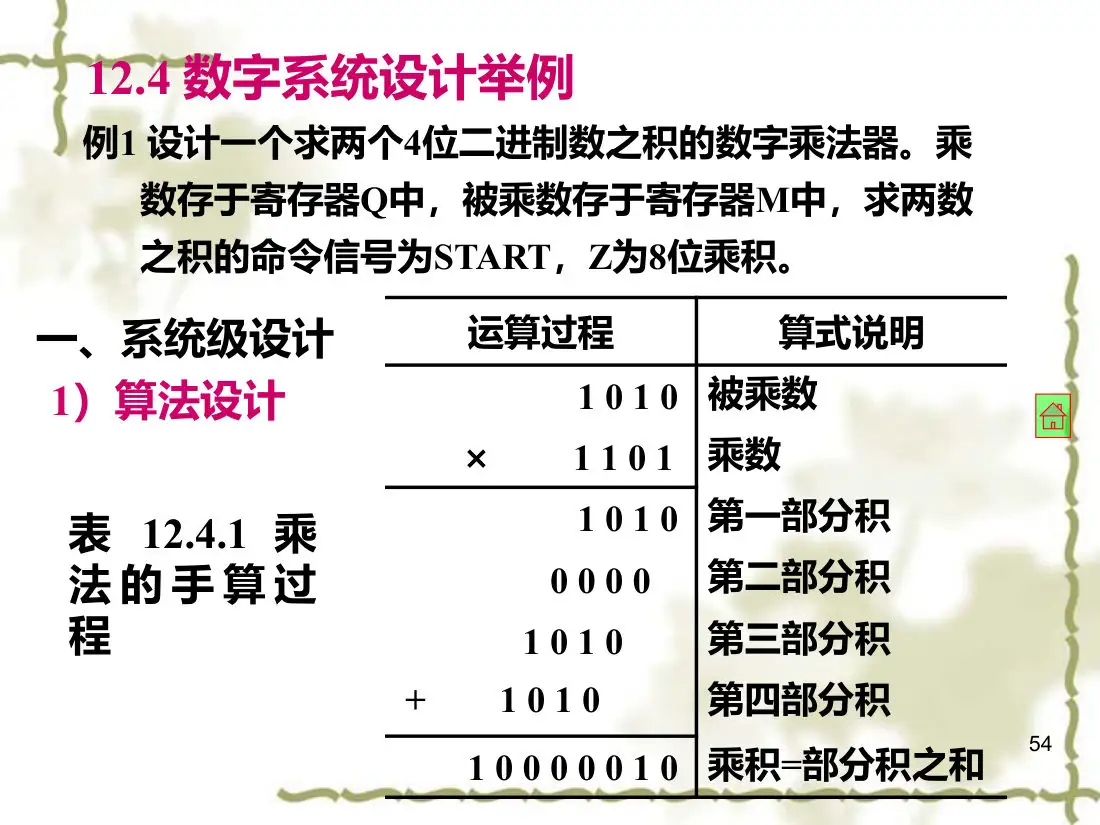 12.4 数字系统设计举例
例1 设计一个求两个4位二进制数之积的数字乘法器。乘
数存于寄存器Q中，被乘数存于寄存器M中，求两数
之积的命令信号为START，Z为8位乘积。
一、系统级设计
1）算法设计
表 12.4.1 乘
法的手算过
程
运算过程 算式说明
1 0 1 0 被乘数
× 1 1 0 1 乘数
1 0 1 0 第一部分积
0 0 0 0 第二部分积
1 0 1 0 第三部分积
+ 1 0 1 0 第四部分积
1 0 0 0 0 0 1 0 乘积=部分积之和
54